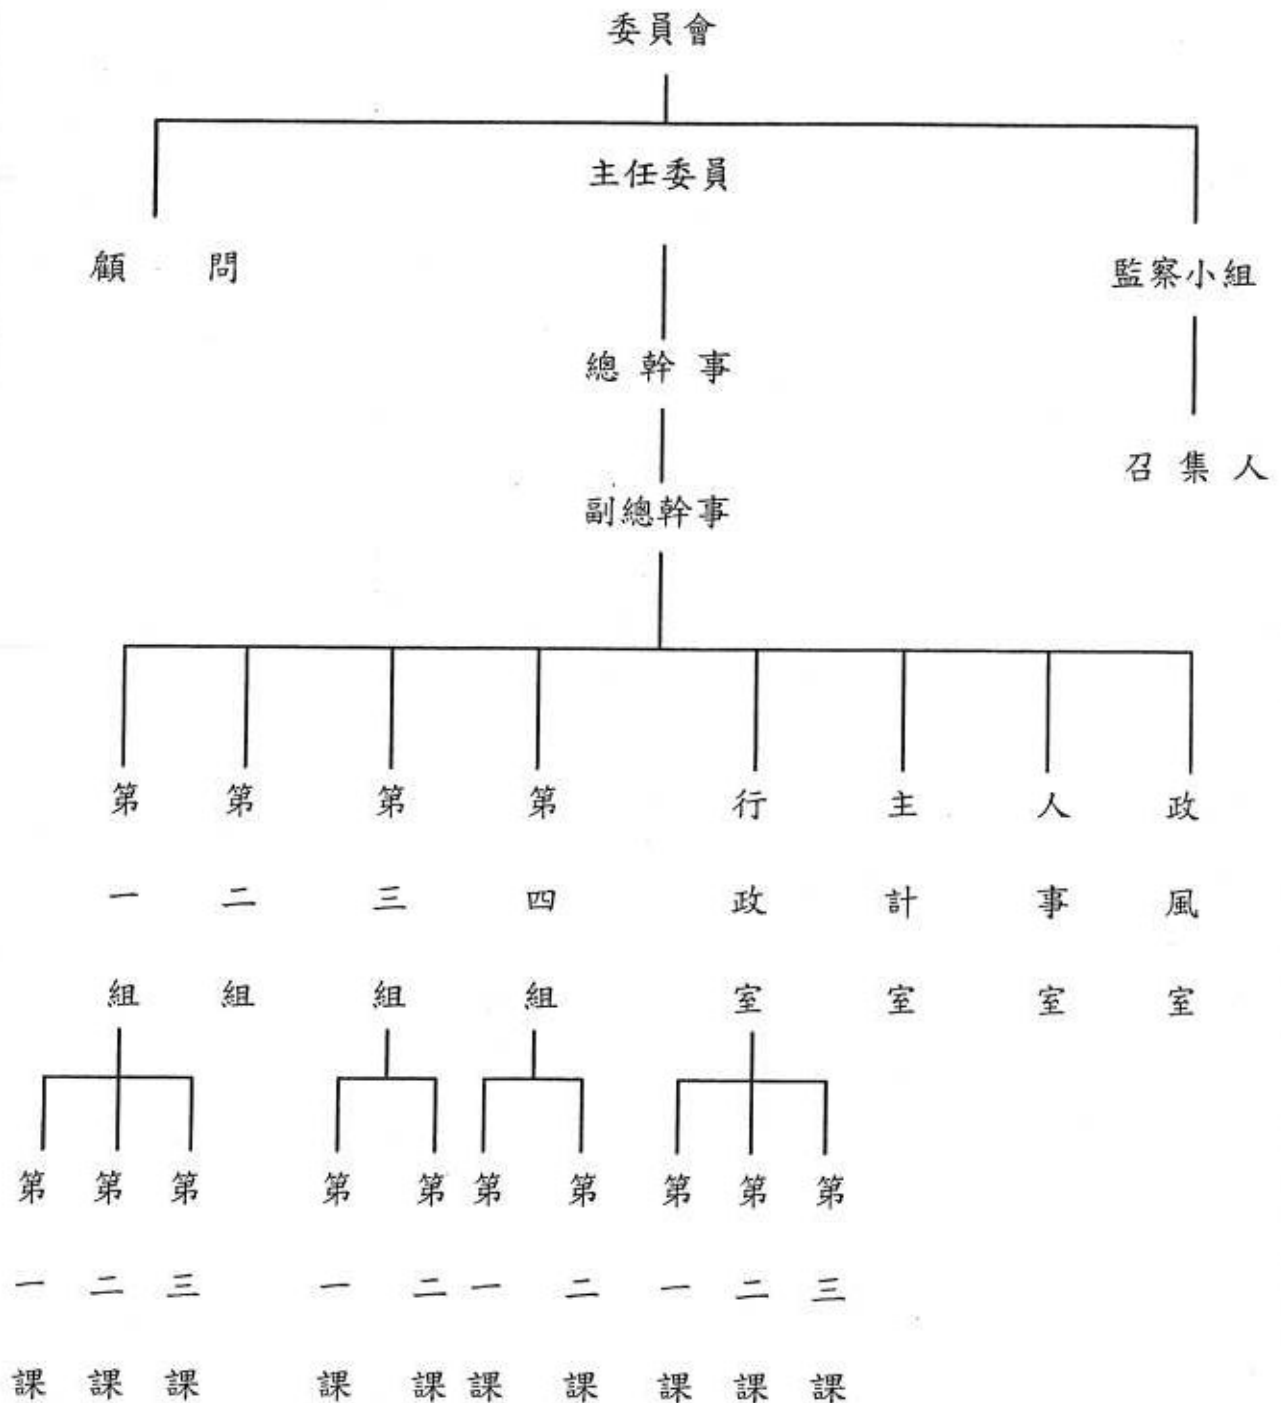 委員會
主任委員
顧問
監察小組
總幹事
召集人
副總幹事
第一組
第二組
第三組
第四組
行政室
主計室
人事室
政風室
第一課
第二課
第三課
第一課
第二課
第一課
第二課
第一課
第二課
第三課